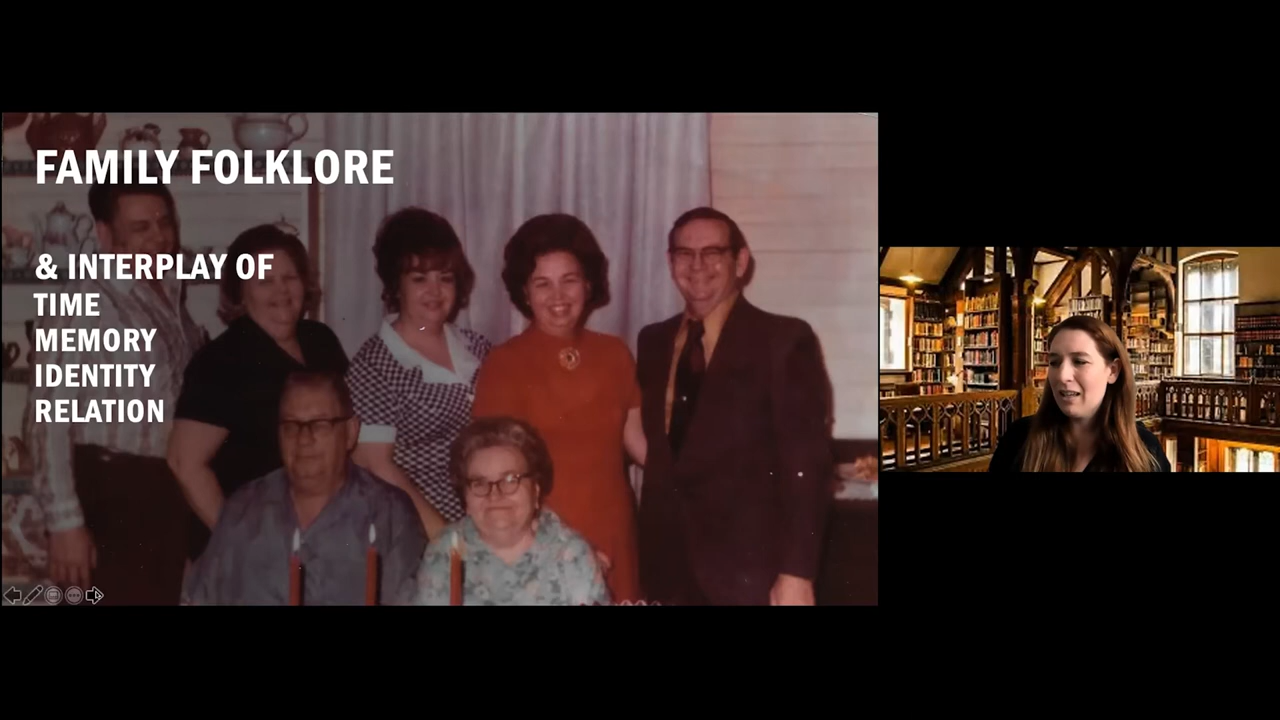 FAMILY FOLKLORE
& INTERPLAY OF
TIME
MEMORY
IDENTITY
RELATION